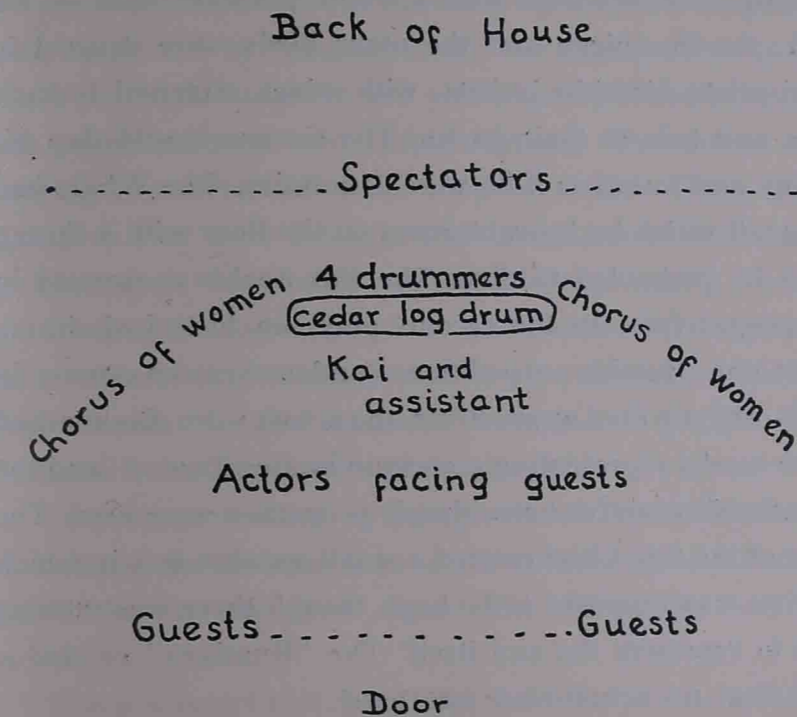 Back of House
Spectators
Chorus of women
4 drummers
Chorus of women
Cedar log drum
Kai and
assistant
Actors facing guests
Guests Guests
Door